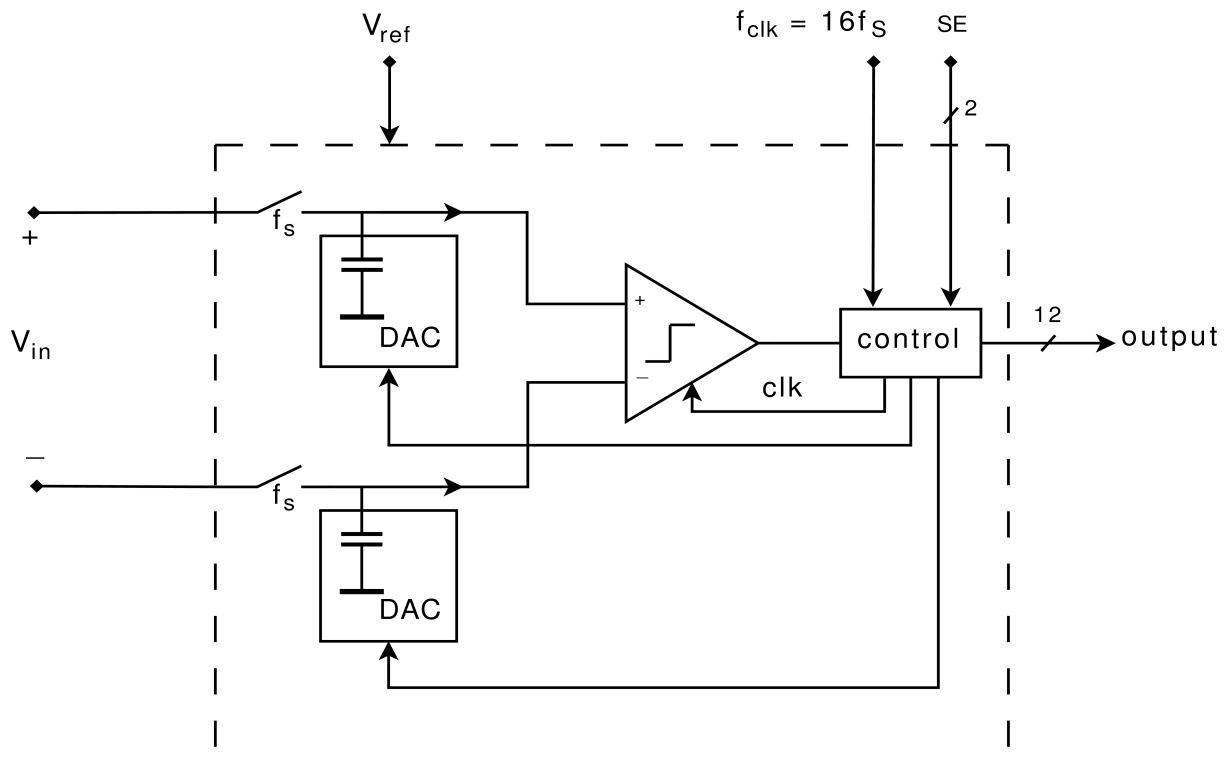 V_ref
f_clk = 16f_S
SE
2
+
f_s
DAC
+
V_in
−
control
12
output
clk
−
f_s
DAC